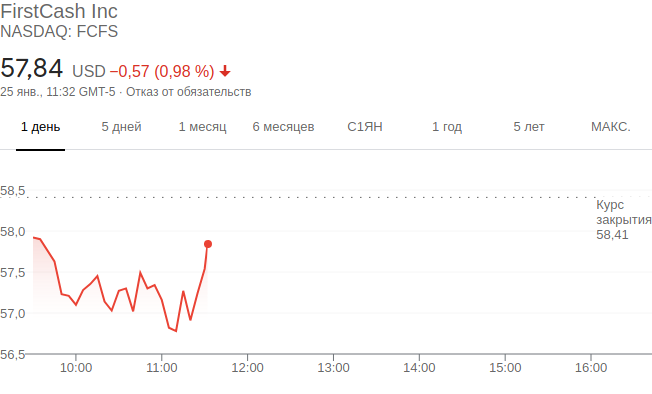 FirstCash Inc
NASDAQ: FCFS
57,84 USD −0,57 (0,98 %)
25 янв., 11:32 GMT-5 · Отказ от обязательств
1 день 5 дней 1 месяц 6 месяцев С1ЯН 1 год 5 лет МАКС.
58,5
Курс
закрытия
58,41
58,0
57,5
57,0
56,5
10:00 11:00 12:00 13:00 14:00 15:00 16:00